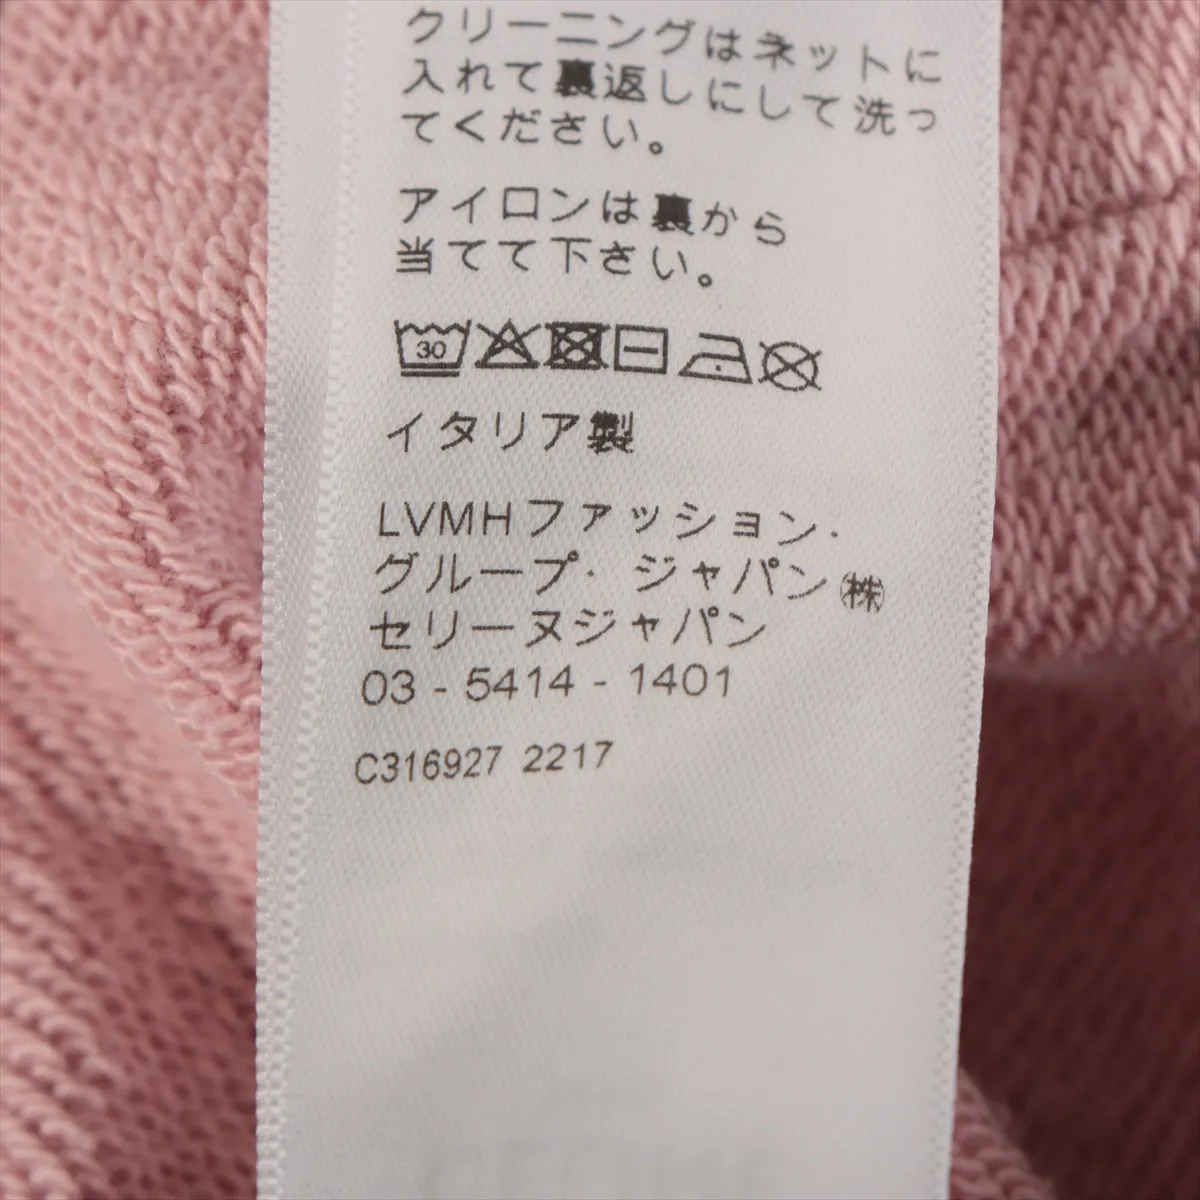 クリーニングはネットに
入れて裏返しにして洗っ
てください。
アイロンは裏から
当てて下さい。
30
イタリア製
LVMHファッション・
グループ・ジャパン㈱
セリーヌジャパン
03 - 5414 - 1401
C316927 2217